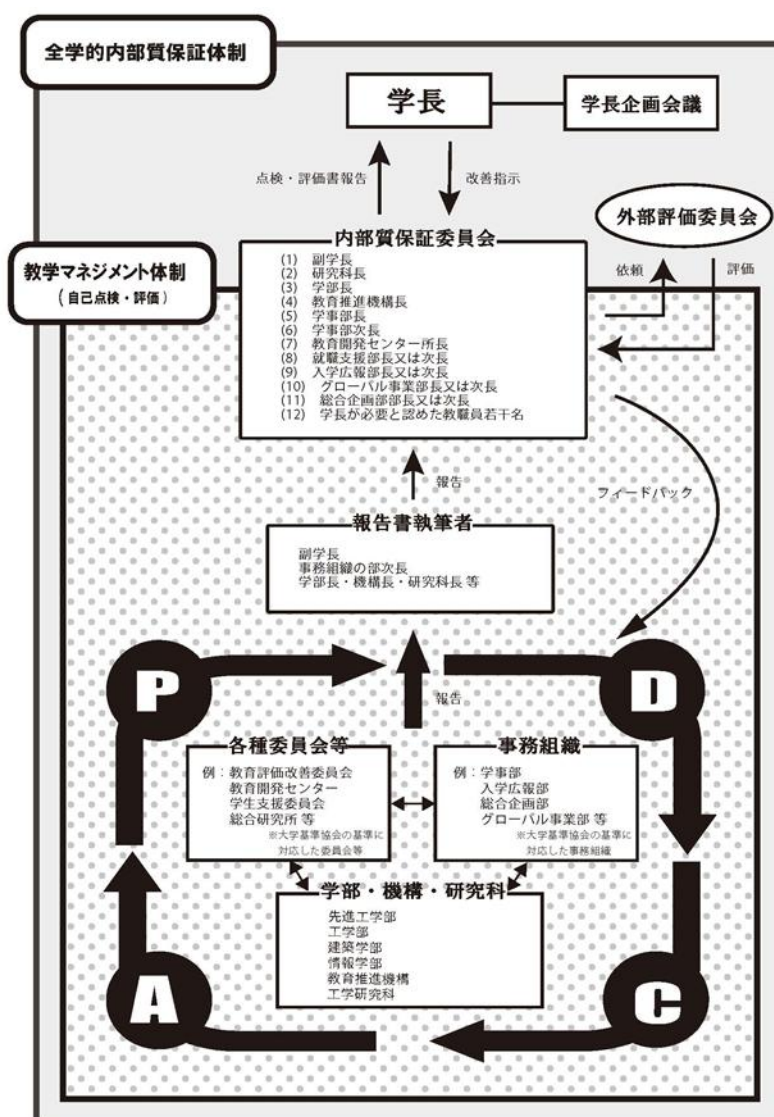 全学的内部質保証体制
学長
学長企画会議
点検・評価書報告
改善指示
外部評価委員会
内部質保証委員会
(1) 副学長
(2) 研究科長
(3) 学部長
(4) 教育推進機構長
(5) 学事部長
(6) 学事部次長
(7) 教育開発センター所長
(8) 就職支援部長又は次長
(9) 入学広報部長又は次長
(10) グローバル事業部長又は次長
(11) 総合企画部部長又は次長
(12) 学長が必要と認めた教職員若干名
依頼
評価
教学マネジメント体制
(自己点検・評価)
報告
フィードバック
報告書執筆者
副学長
事務組織の部次長
学部長・機構長・研究科長 等
P
D
報告
各種委員会等
例：教育評価改善委員会
教育開発センター
学生支援委員会
総合研究所 等
※大学基準協会の基準に
対応した委員会等
事務組織
例：学事部
入学広報部
総合企画部
グローバル事業部 等
※大学基準協会の基準に
対応した事務組織
学部・機構・研究科
先進工学部
工学部
建築学部
情報学部
教育推進機構
工学研究科
A
C